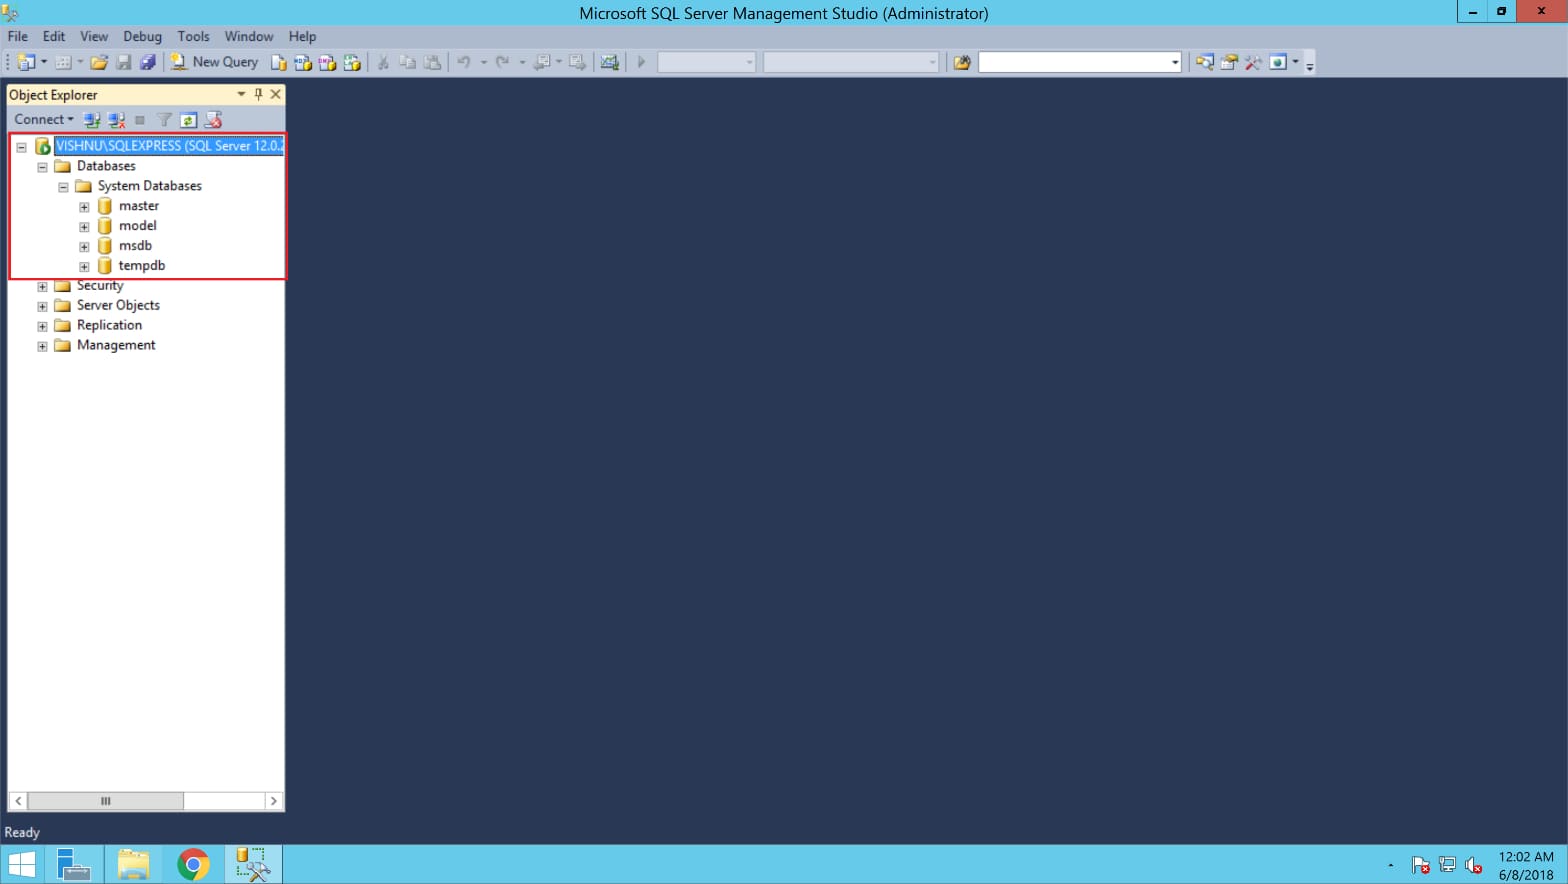 Microsoft SQL Server Management Studio (Administrator)
File Edit View Debug Tools Window Help
New Query
Object Explorer
Connect
VISHNU\SQLEXPRESS (SQL Server 12.0.2
Databases
System Databases
master
model
msdb
tempdb
Security
Server Objects
Replication
Management
Ready
12:02 AM
6/8/2018